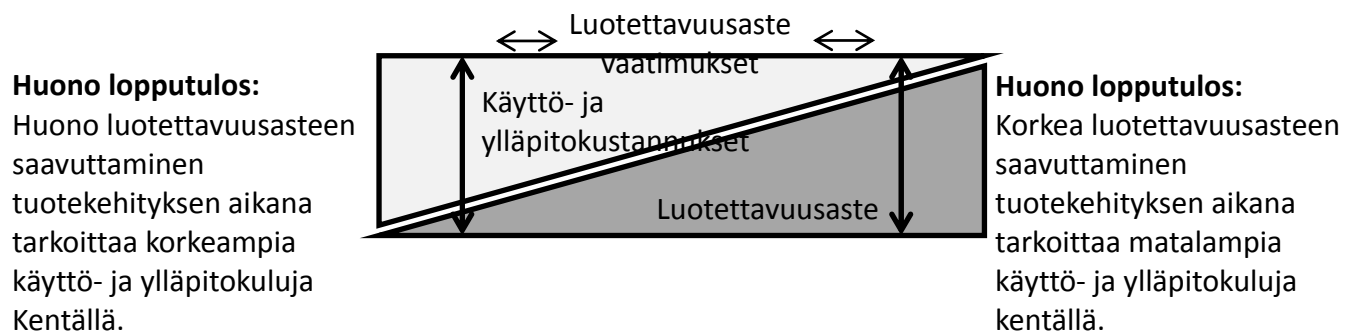 Luotettavuusaste
vaatimukset
Huono lopputulos:
Huono luotettavuusasteen
saavuttaminen
tuotekehityksen aikana
tarkoittaa korkeampia
käyttö- ja ylläpitokuluja
Kentällä.
Käyttö- ja
ylläpitokustannukset
Luotettavuusaste
Huono lopputulos:
Korkea luotettavuusasteen
saavuttaminen
tuotekehityksen aikana
tarkoittaa matalampia
käyttö- ja ylläpitokuluja
kentällä.